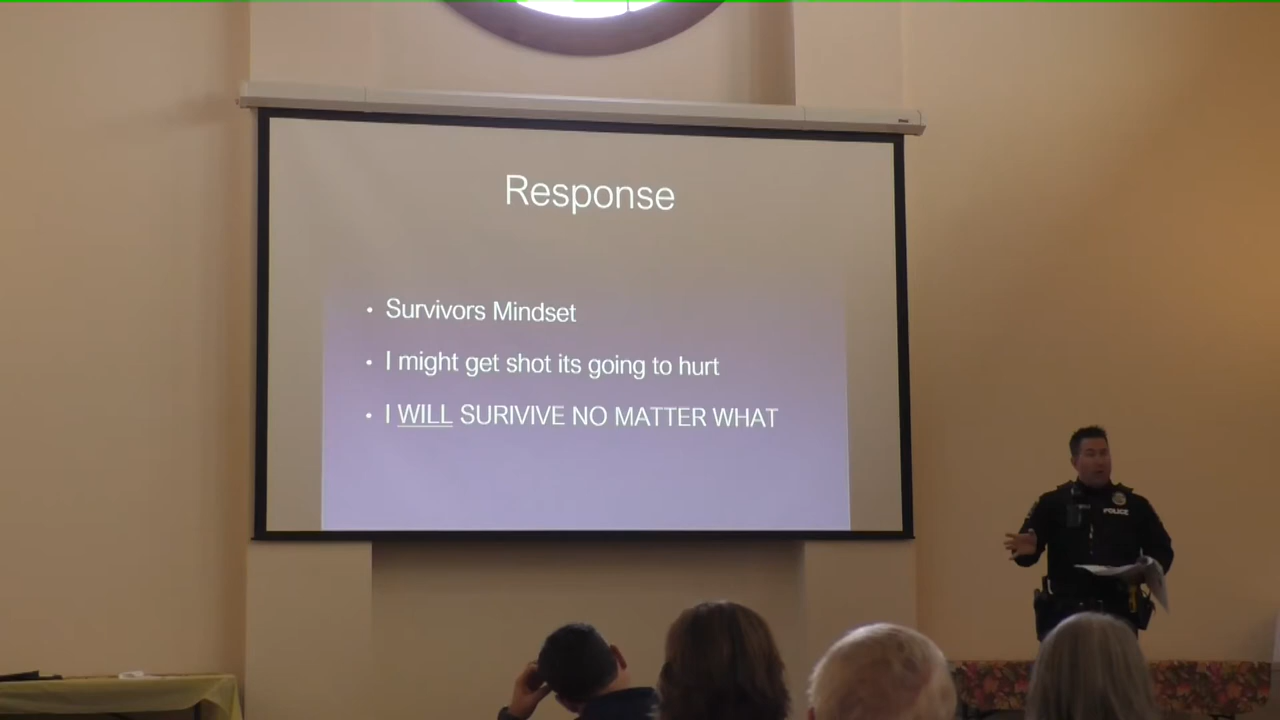 Response
• Survivors Mindset
• I might get shot its going to hurt
• I WILL SURIVIVE NO MATTER WHAT
POLICE